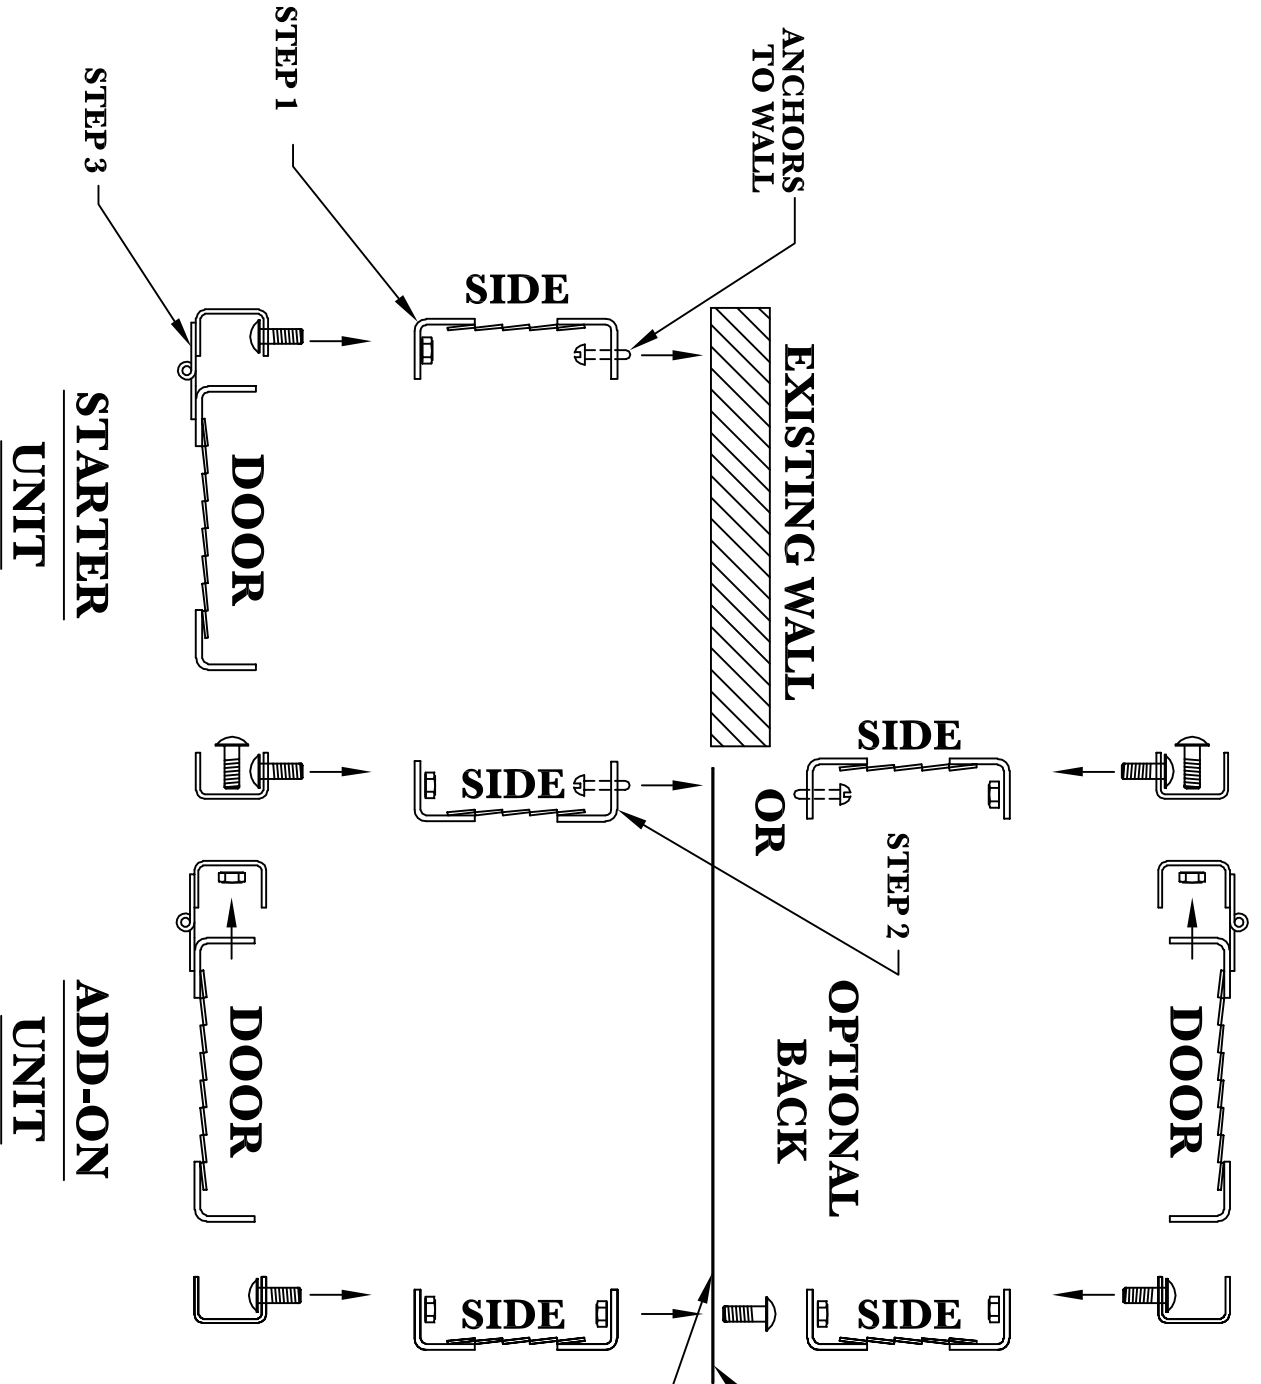 STEP 1
STEP 3
ANCHORS
TO WALL
SIDE
EXISTING WALL
DOOR
STARTER
UNIT
SIDE
SIDE
OR
STEP 2
OPTIONAL
BACK
DOOR
DOOR
ADD-ON
UNIT
SIDE
SIDE